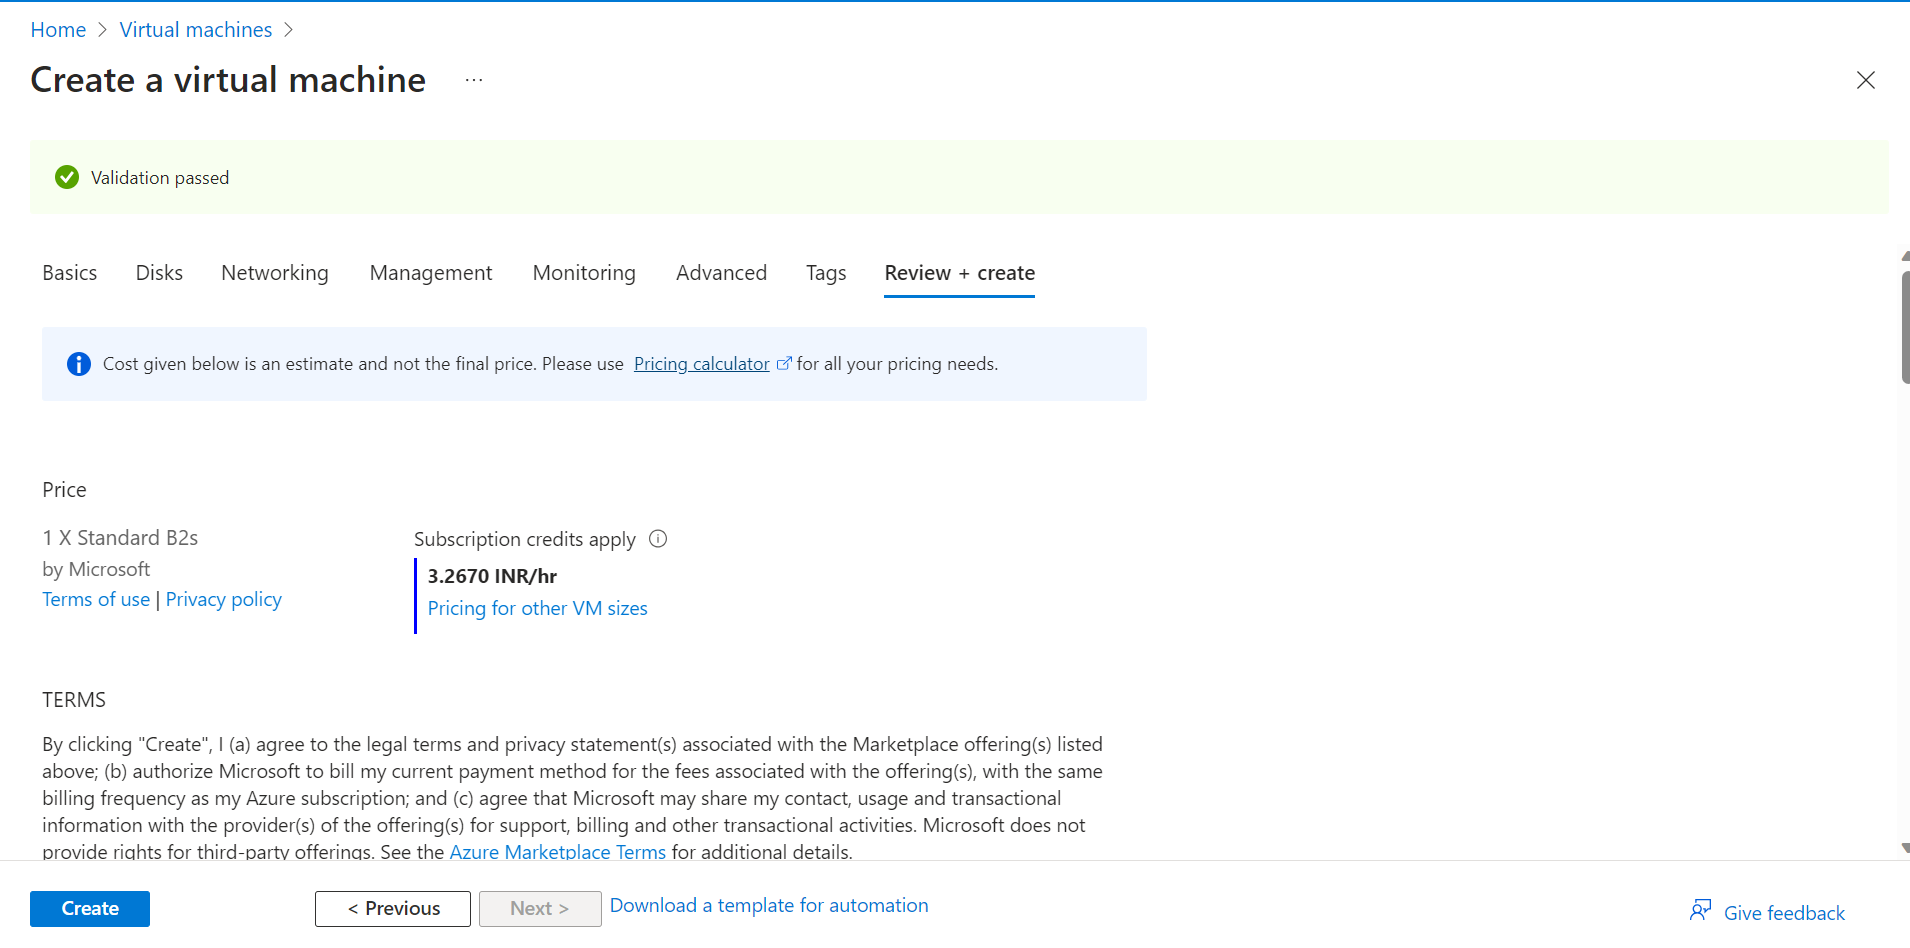 Home > Virtual machines >
Create a virtual machine ...
Validation passed
Basics Disks Networking Management Monitoring Advanced Tags Review + create
Cost given below is an estimate and not the final price. Please use Pricing calculator for all your pricing needs.
Price
1 X Standard B2s
by Microsoft
Terms of use | Privacy policy
Subscription credits apply
3.2670 INR/hr
Pricing for other VM sizes
TERMS
By clicking "Create", I (a) agree to the legal terms and privacy statement(s) associated with the Marketplace offering(s) listed
above; (b) authorize Microsoft to bill my current payment method for the fees associated with the offering(s), with the same
billing frequency as my Azure subscription; and (c) agree that Microsoft may share my contact, usage and transactional
information with the provider(s) of the offering(s) for support, billing and other transactional activities. Microsoft does not
provide rights for third-party offerings. See the Azure Marketplace Terms for additional details.
Create
< Previous
Next >
Download a template for automation
Give feedback